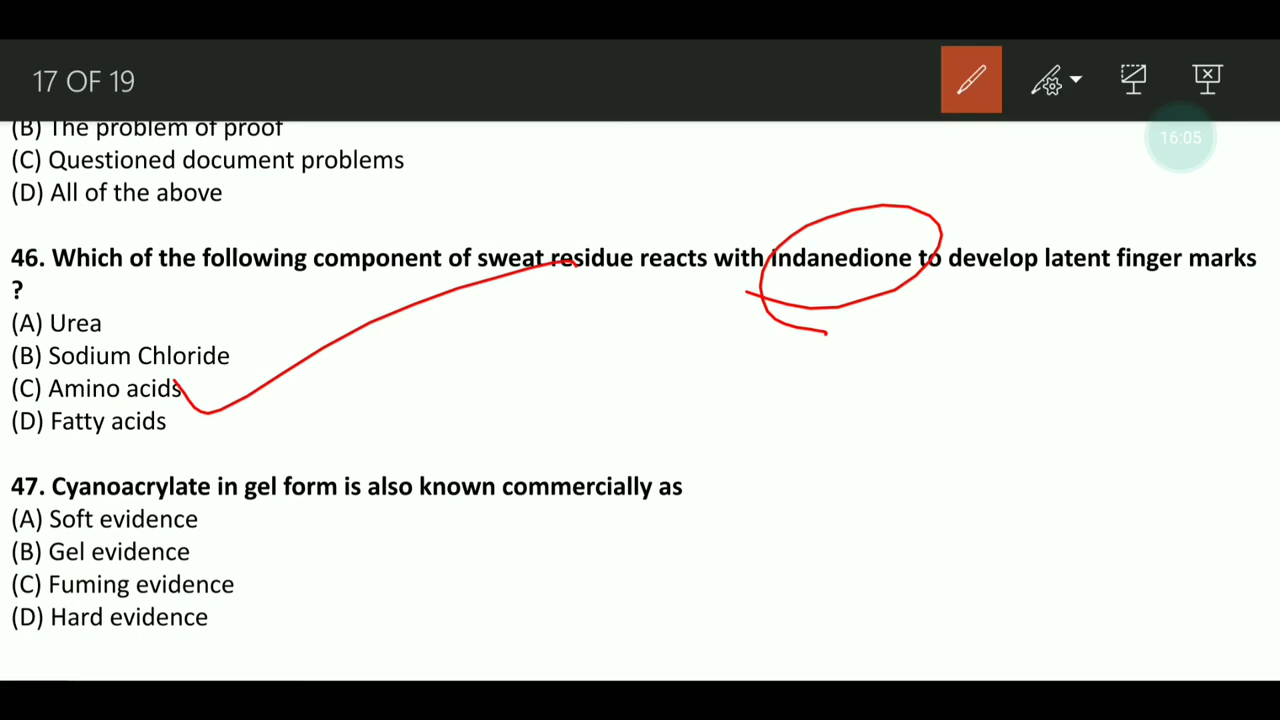 17 OF 19
16:05
(B) The problem of proof
(C) Questioned document problems
(D) All of the above
46. Which of the following component of sweat residue reacts with Indanedione to develop latent finger marks
?
(A) Urea
(B) Sodium Chloride
(C) Amino acids
(D) Fatty acids
47. Cyanoacrylate in gel form is also known commercially as
(A) Soft evidence
(B) Gel evidence
(C) Fuming evidence
(D) Hard evidence